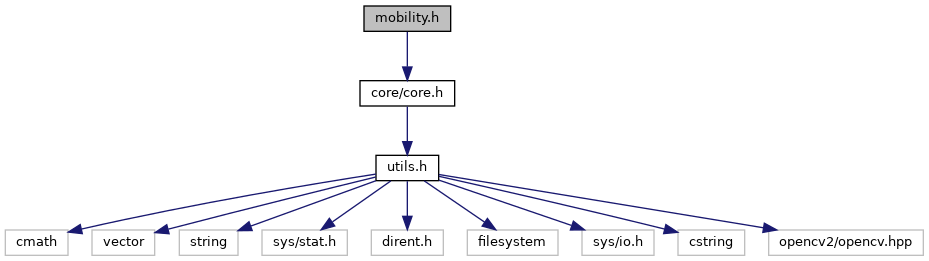 mobility.h
core/core.h
utils.h
cmath
vector
string
sys/stat.h
dirent.h
filesystem
sys/io.h
cstring
opencv2/opencv.hpp